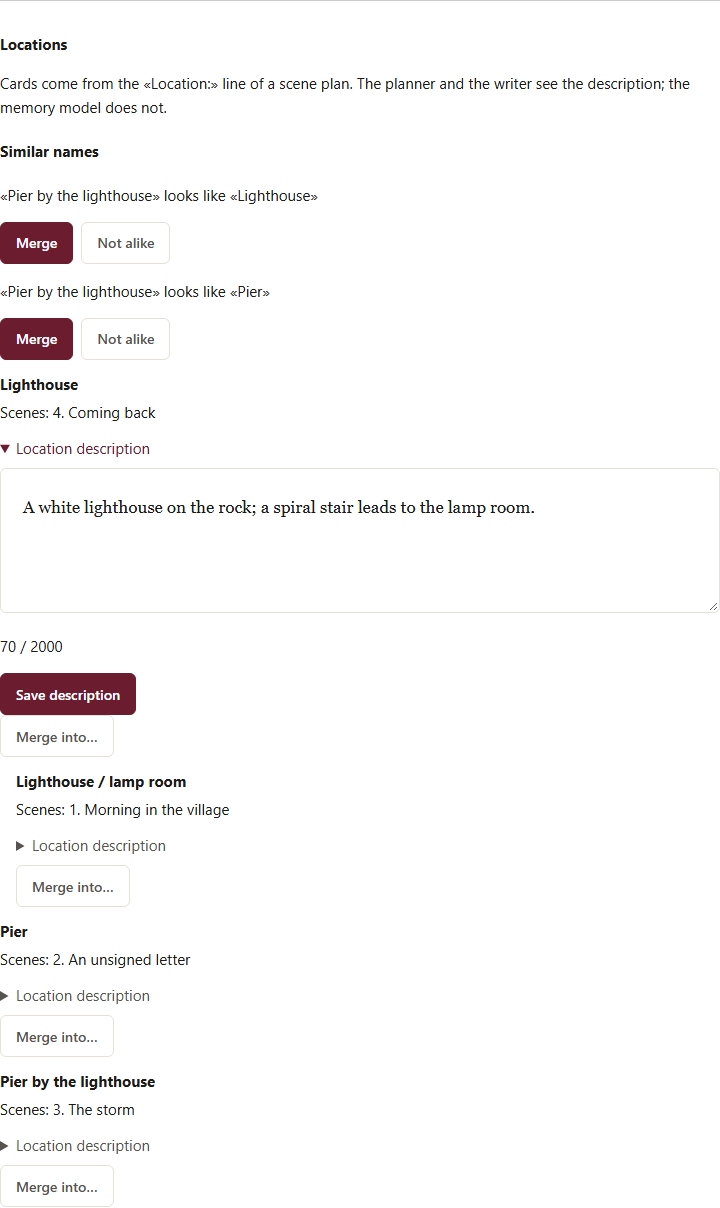 Locations
Cards come from the «Location:» line of a scene plan. The planner and the writer see the description; the
memory model does not.
Similar names
«Pier by the lighthouse» looks like «Lighthouse»
Merge Not alike
«Pier by the lighthouse» looks like «Pier»
Merge Not alike
Lighthouse
Scenes: 4. Coming back
Location description
A white lighthouse on the rock; a spiral stair leads to the lamp room.
70 / 2000
Save description
Merge into...
Lighthouse / lamp room
Scenes: 1. Morning in the village
Location description
Merge into...
Pier
Scenes: 2. An unsigned letter
Location description
Merge into...
Pier by the lighthouse
Scenes: 3. The storm
Location description
Merge into...